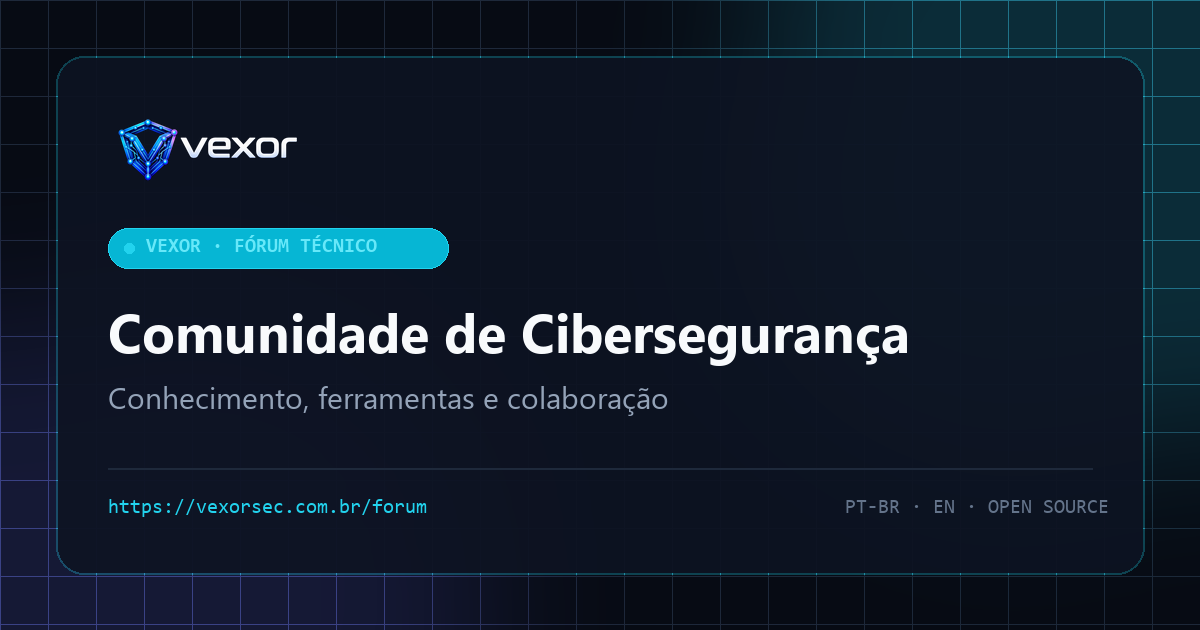 vexor
VEXOR · FÓRUM TÉCNICO
Comunidade de Cibersegurança
Conhecimento, ferramentas e colaboração
https://vexorsec.com.br/forum
PT-BR · EN · OPEN SOURCE